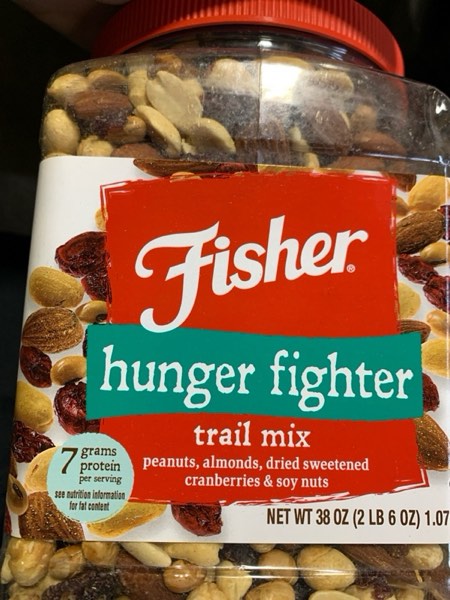 Fisher®
hunger fighter
trail mix
peanuts, almonds, dried sweetened
cranberries & soy nuts
7 grams
protein
per serving
see nutrition information
for fat content
NET WT 38 OZ (2 LB 6 OZ) 1.07